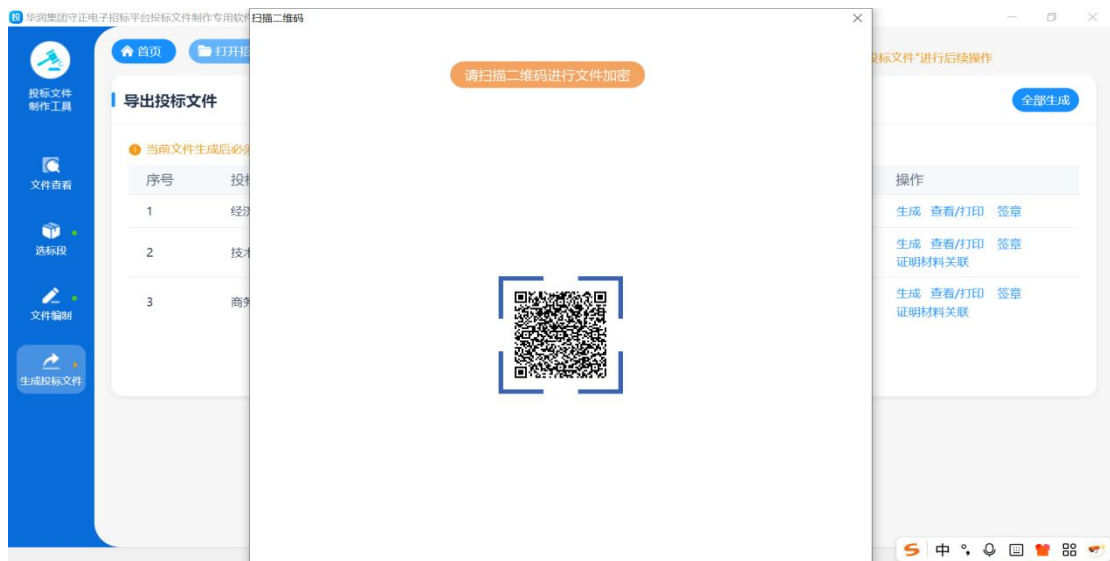 华润集团守正电子招标平台投标文件制作专用软件
扫描二维码
首页
打开招
投标文件"进行后续操作
请扫描二维码进行文件加密
投标文件
制作工具
导出投标文件
全部生成
当前文件生成后必须
文件查看
序号 投标 操作
1 经济 生成 查看/打印 签章
选标段
2 技术 生成 查看/打印 签章
证明材料关联
文件编制
3 商务 生成 查看/打印 签章
证明材料关联
生成投标文件
中